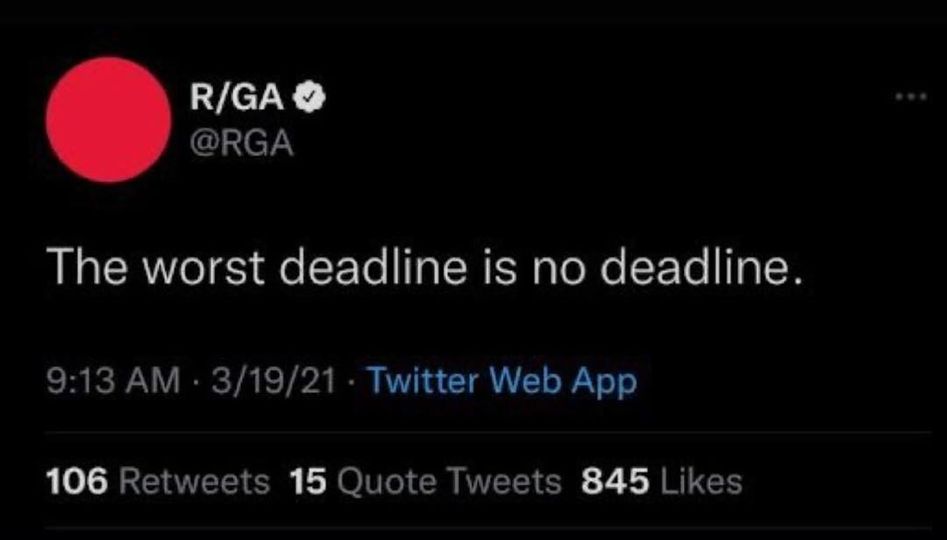 R/GA
@RGA
The worst deadline is no deadline.
9:13 AM · 3/19/21 · Twitter Web App
106 Retweets 15 Quote Tweets 845 Likes